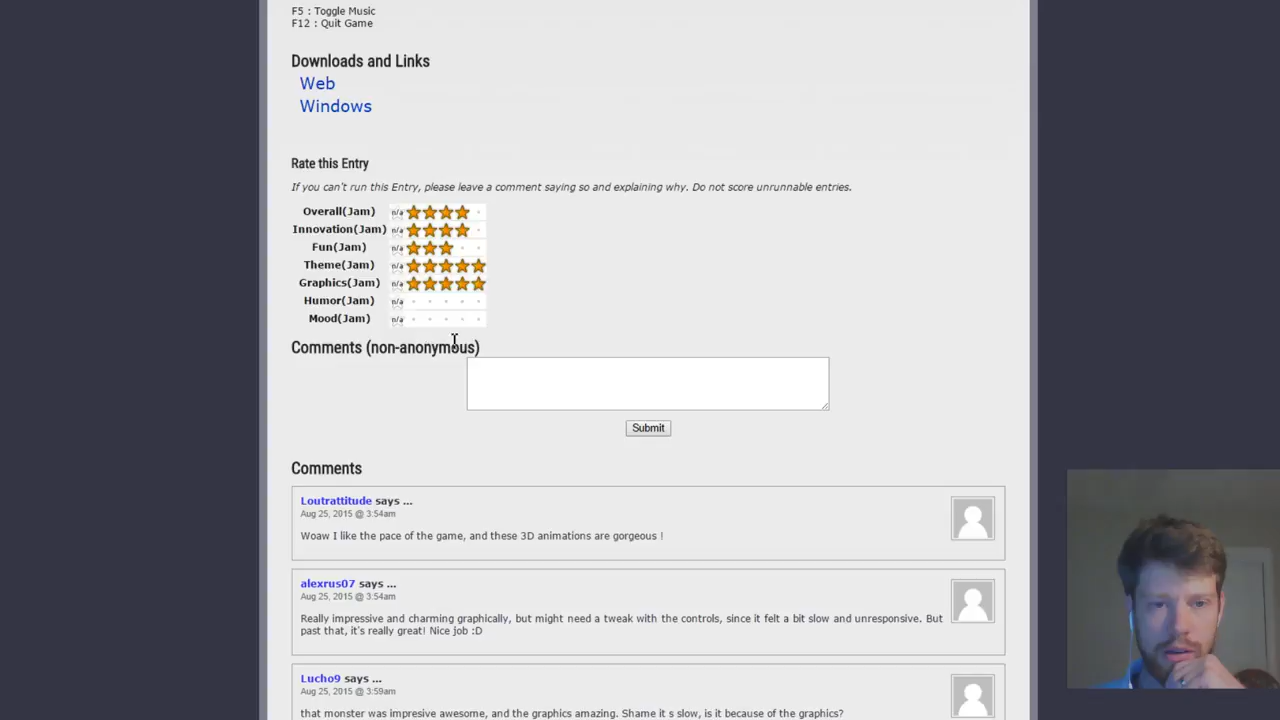 F5 : Toggle Music
F12 : Quit Game
Downloads and Links
Web
Windows
Rate this Entry
If you can't run this Entry, please leave a comment saying so and explaining why. Do not score unrunnable entries.
Overall(Jam) n/a
Innovation(Jam) n/a
Fun(Jam) n/a
Theme(Jam) n/a
Graphics(Jam) n/a
Humor(Jam) n/a
Mood(Jam) n/a
Comments (non-anonymous)
Submit
Comments
Loutrattitude says ...
Aug 25, 2015 @ 3:54am
Woaw I like the pace of the game, and these 3D animations are gorgeous !
alexrus07 says ...
Aug 25, 2015 @ 3:54am
Really impressive and charming graphically, but might need a tweak with the controls, since it felt a bit slow and unresponsive. But
past that, it's really great! Nice job :D
Lucho9 says ...
Aug 25, 2015 @ 3:59am
that monster was impresive awesome, and the graphics amazing. Shame it s slow, is it because of the graphics?